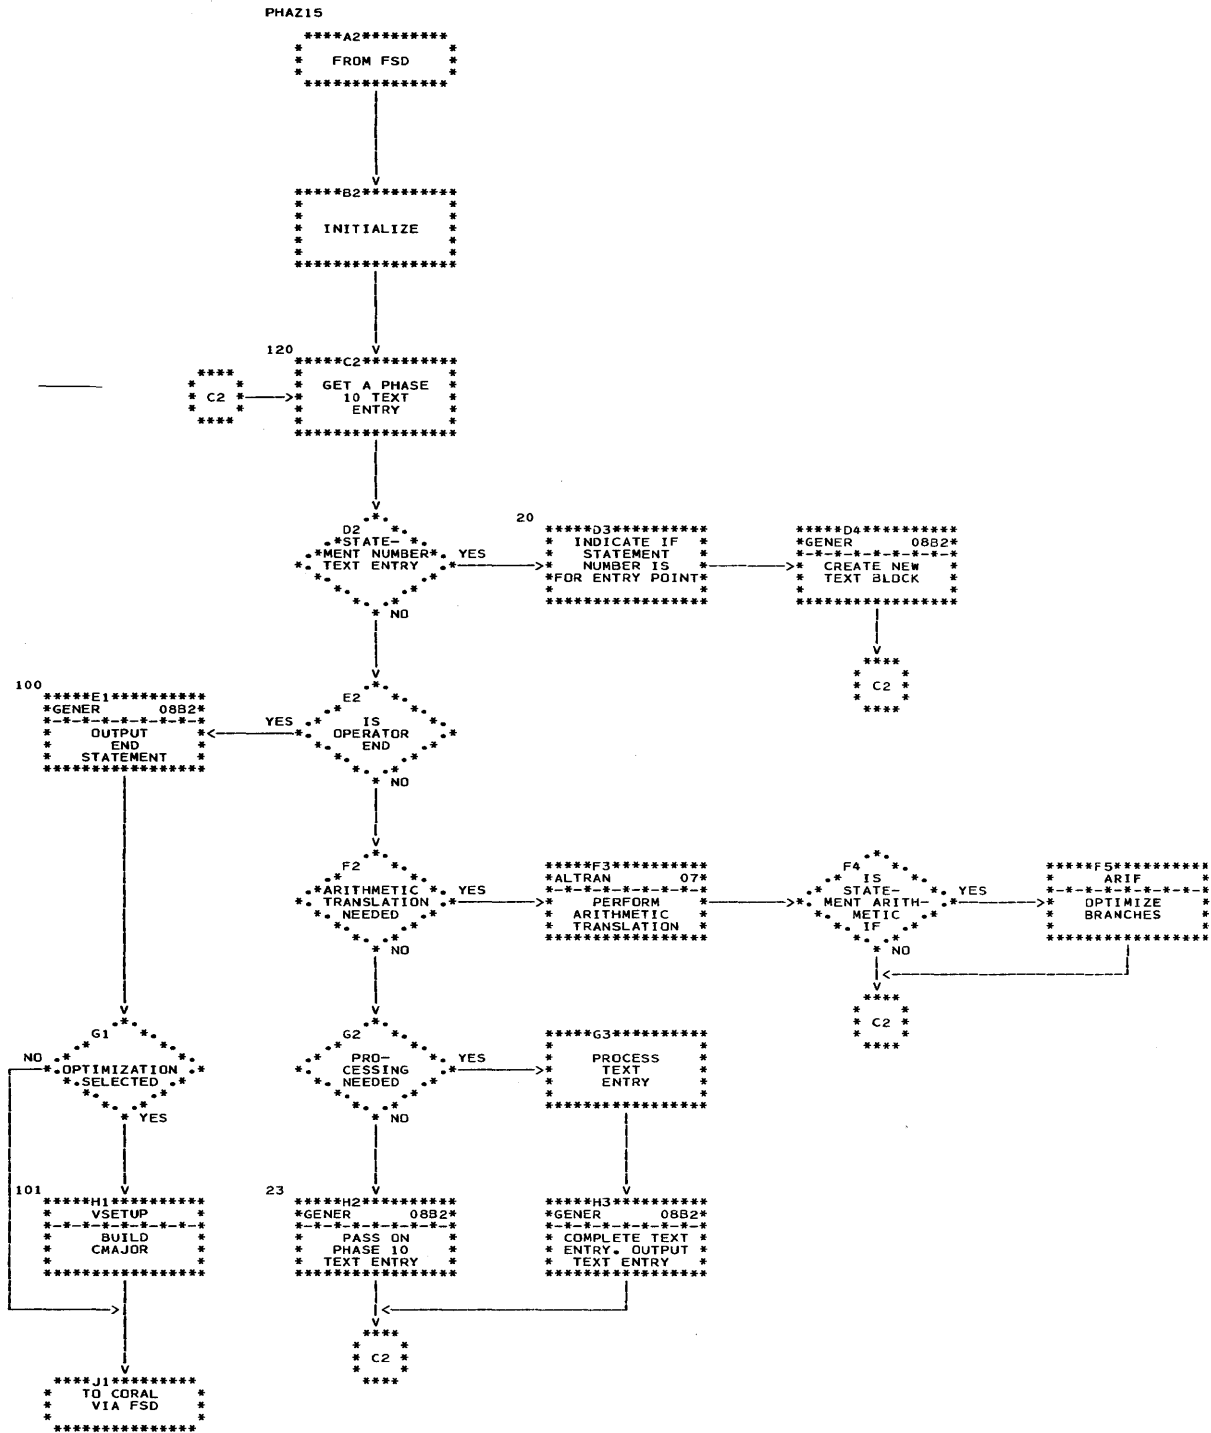 PHAZ15
****A2*********
FROM FSD
*****B2**********
INITIALIZE
120
*****C2**********
C2
GET A PHASE
10 TEXT
ENTRY
D2
STATE-
MENT NUMBER
TEXT ENTRY
YES
NO
20
*****D3**********
INDICATE IF
STATEMENT
NUMBER IS
FOR ENTRY POINT
*****D4**********
GENER 08B2
CREATE NEW
TEXT BLOCK
C2
100
*****E1**********
GENER 08B2
OUTPUT
END
STATEMENT
E2
IS
OPERATOR
END
YES
NO
F2
ARITHMETIC
TRANSLATION
NEEDED
YES
NO
*****F3**********
ALTRAN 07
PERFORM
ARITHMETIC
TRANSLATION
F4
IS
STATE-
MENT ARITH-
METIC
IF
YES
NO
*****F5**********
ARIF
OPTIMIZE
BRANCHES
C2
G1
OPTIMIZATION
SELECTED
NO
YES
G2
PRO-
CESSING
NEEDED
YES
NO
*****G3**********
PROCESS
TEXT
ENTRY
101
*****H1**********
VSETUP
BUILD
CMAJOR
23
*****H2**********
GENER 08B2
PASS ON
PHASE 10
TEXT ENTRY
*****H3**********
GENER 08B2
COMPLETE TEXT
ENTRY. OUTPUT
TEXT ENTRY
C2
****J1*********
TO CORAL
VIA FSD